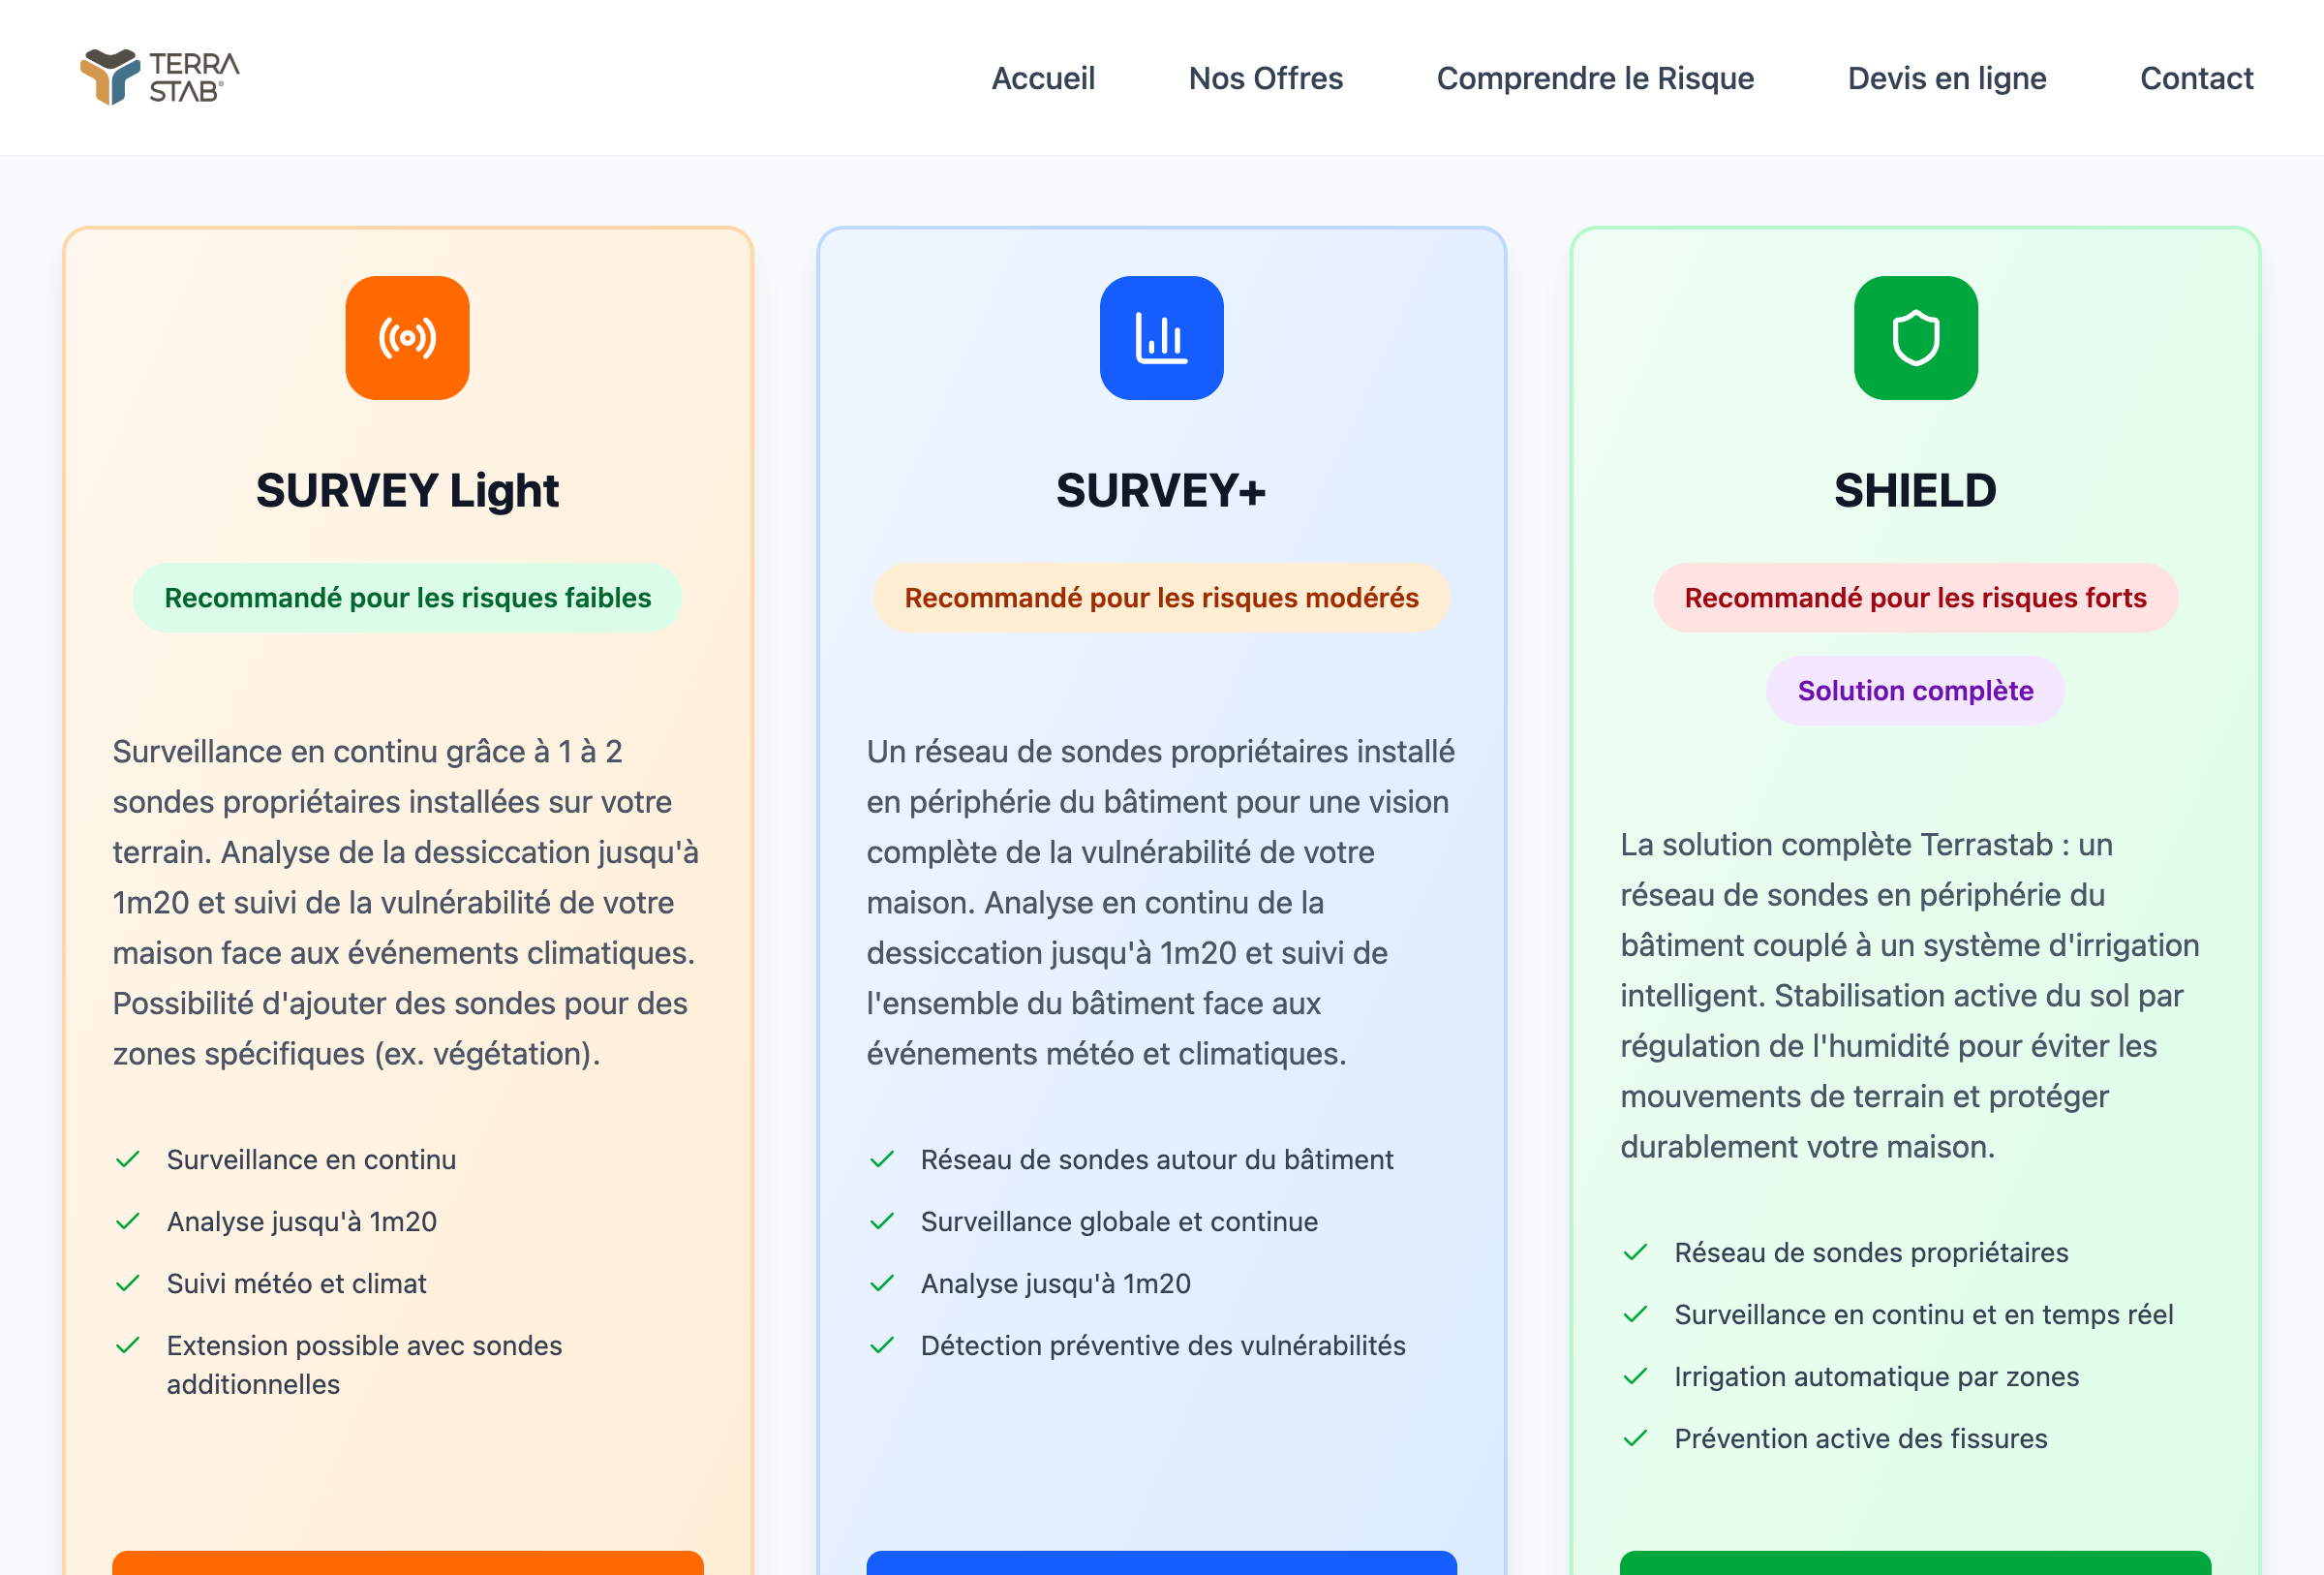 TERRA
STAB®
Accueil
Nos Offres
Comprendre le Risque
Devis en ligne
Contact
SURVEY Light
Recommandé pour les risques faibles
Surveillance en continu grâce à 1 à 2
sondes propriétaires installées sur votre
terrain. Analyse de la dessiccation jusqu'à
1m20 et suivi de la vulnérabilité de votre
maison face aux événements climatiques.
Possibilité d'ajouter des sondes pour des
zones spécifiques (ex. végétation).
Surveillance en continu
Analyse jusqu'à 1m20
Suivi météo et climat
Extension possible avec sondes
additionnelles
SURVEY+
Recommandé pour les risques modérés
Un réseau de sondes propriétaires installé
en périphérie du bâtiment pour une vision
complète de la vulnérabilité de votre
maison. Analyse en continu de la
dessiccation jusqu'à 1m20 et suivi de
l'ensemble du bâtiment face aux
événements météo et climatiques.
Réseau de sondes autour du bâtiment
Surveillance globale et continue
Analyse jusqu'à 1m20
Détection préventive des vulnérabilités
SHIELD
Recommandé pour les risques forts
Solution complète
La solution complète Terrastab : un
réseau de sondes en périphérie du
bâtiment couplé à un système d'irrigation
intelligent. Stabilisation active du sol par
régulation de l'humidité pour éviter les
mouvements de terrain et protéger
durablement votre maison.
Réseau de sondes propriétaires
Surveillance en continu et en temps réel
Irrigation automatique par zones
Prévention active des fissures